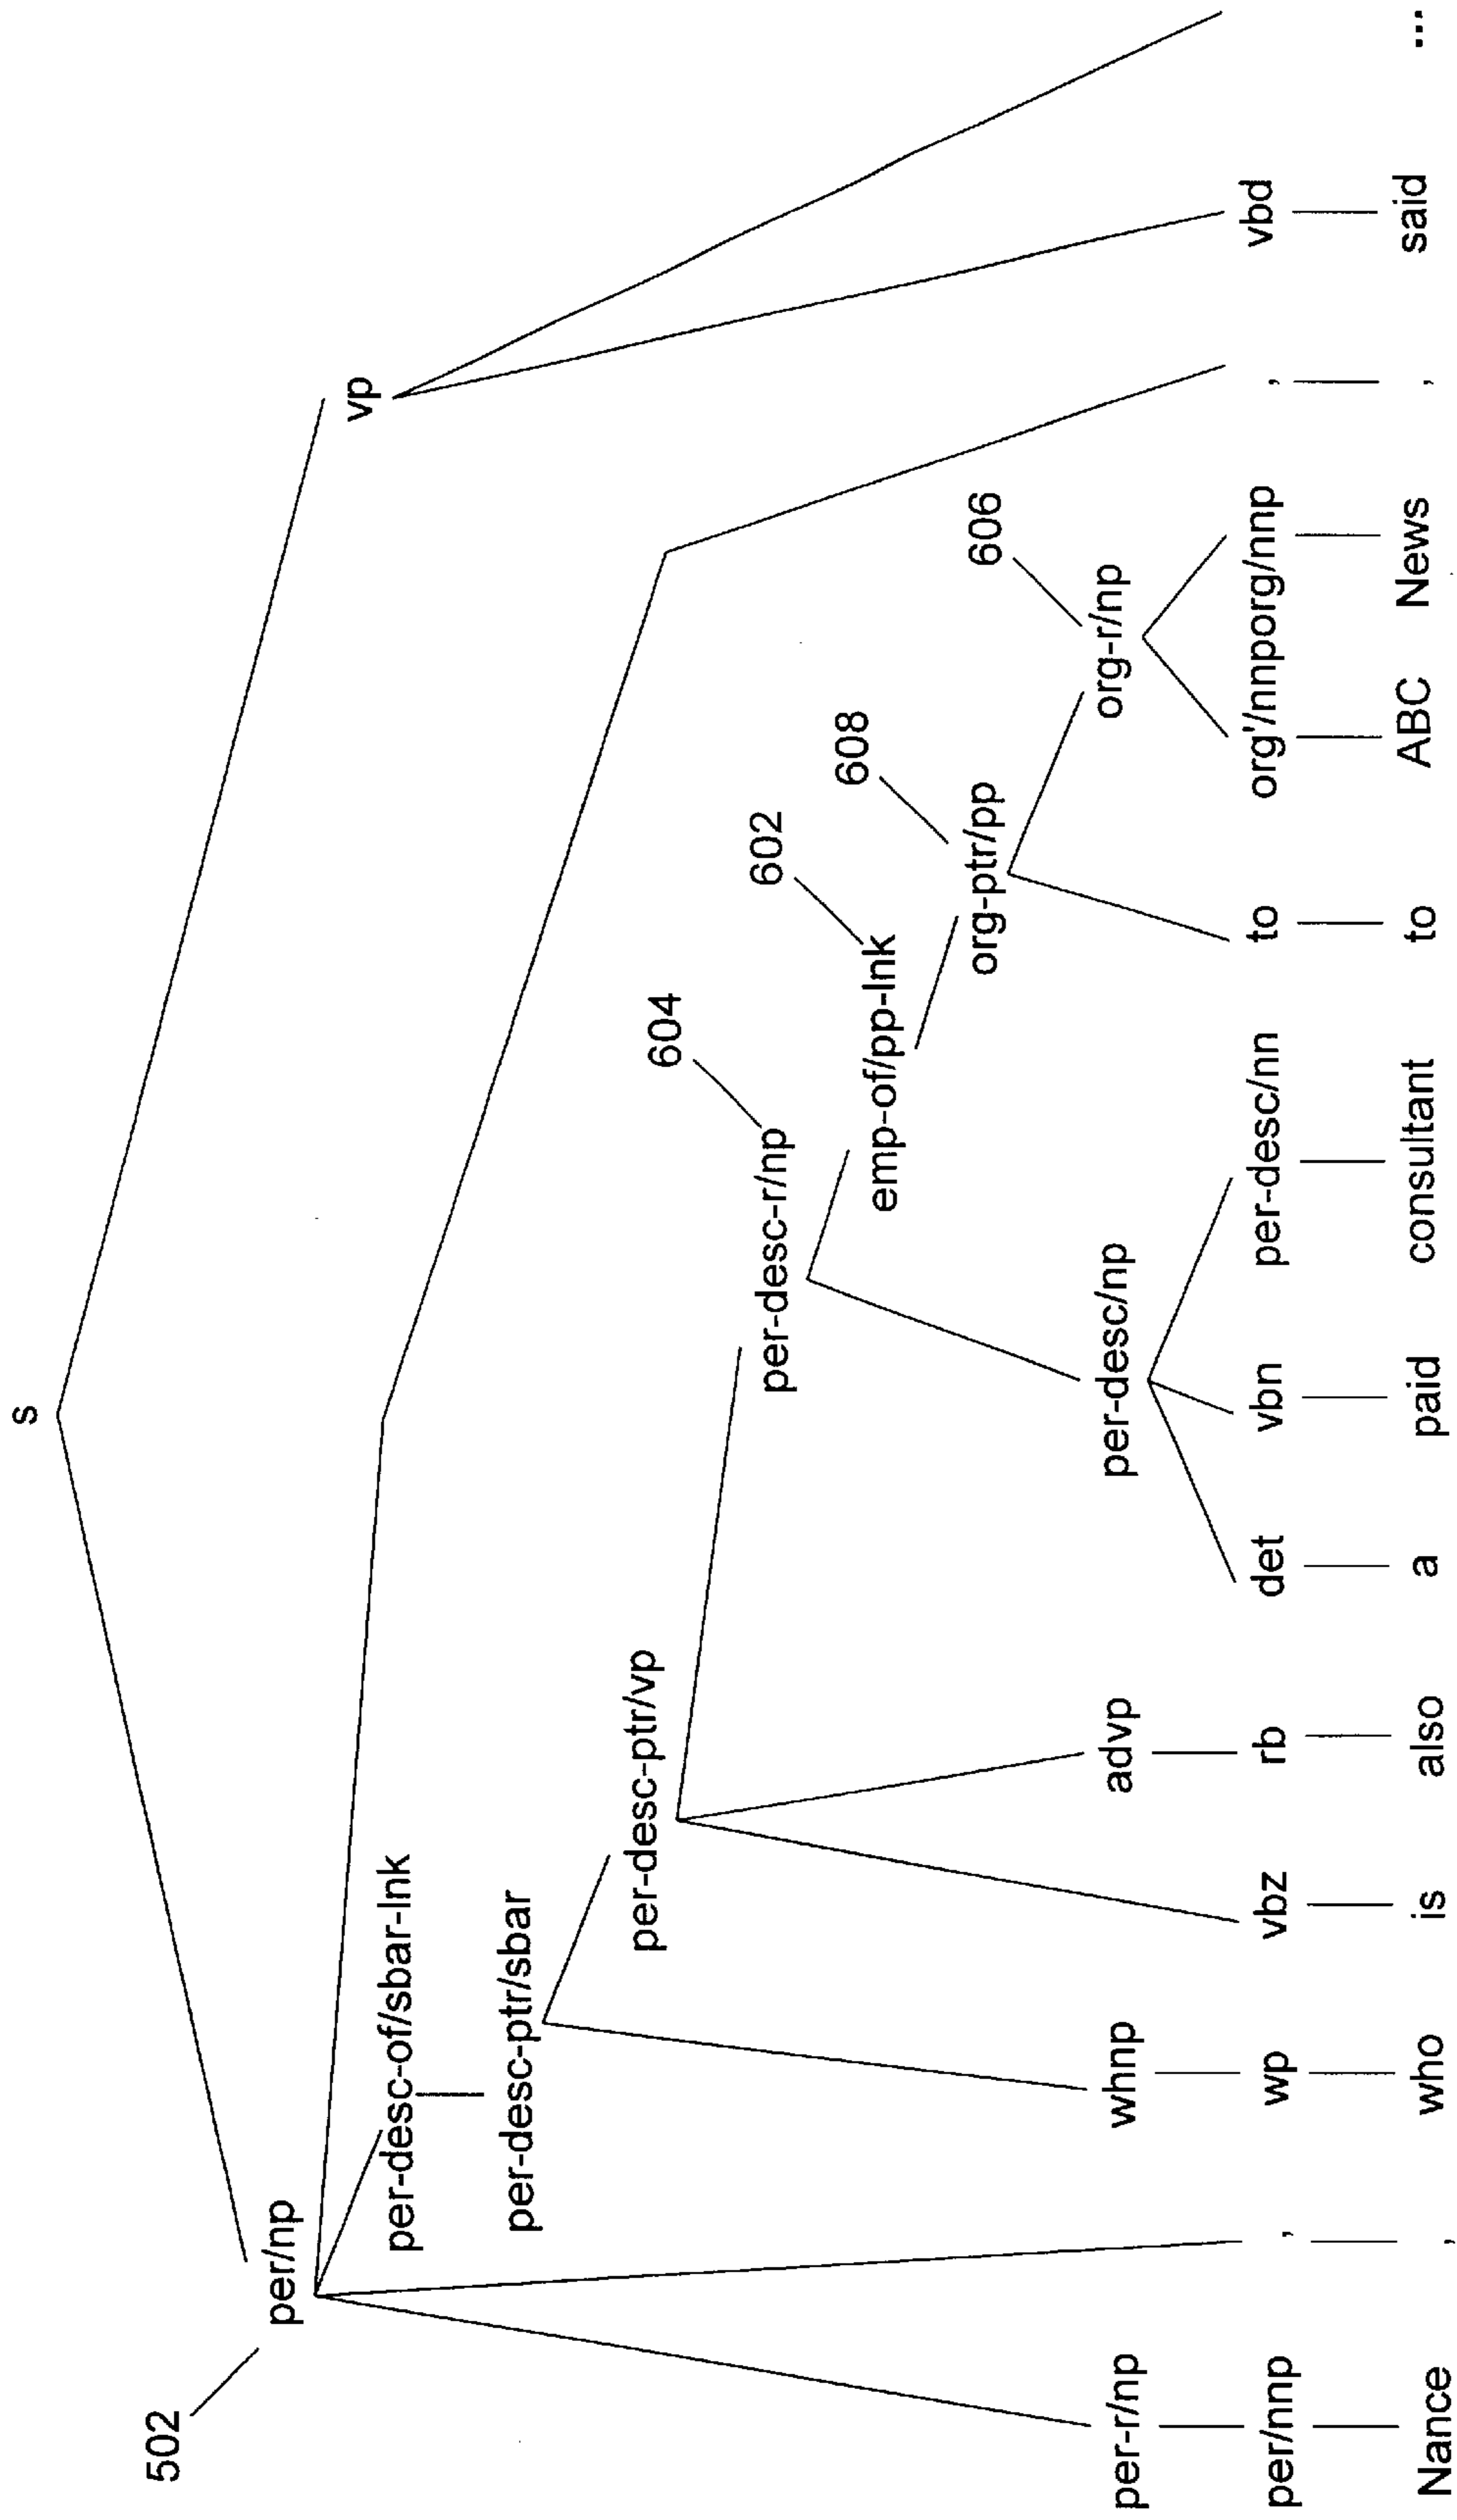 s
502
per/np
vp
per-desc-of/sbar-lnk
per-desc-ptr/sbar
per-desc-ptr/vp
604
per-desc-r/np
602
emp-of/pp-lnk
608
org-ptr/pp
606
per-r/np whnp advp per-desc/np org-r/np
per/nnp , wp vbz rb det vbn per-desc/nn to org'/nnporg/nnp , vbd
Nance , who is also a paid consultant to ABC News , said ...